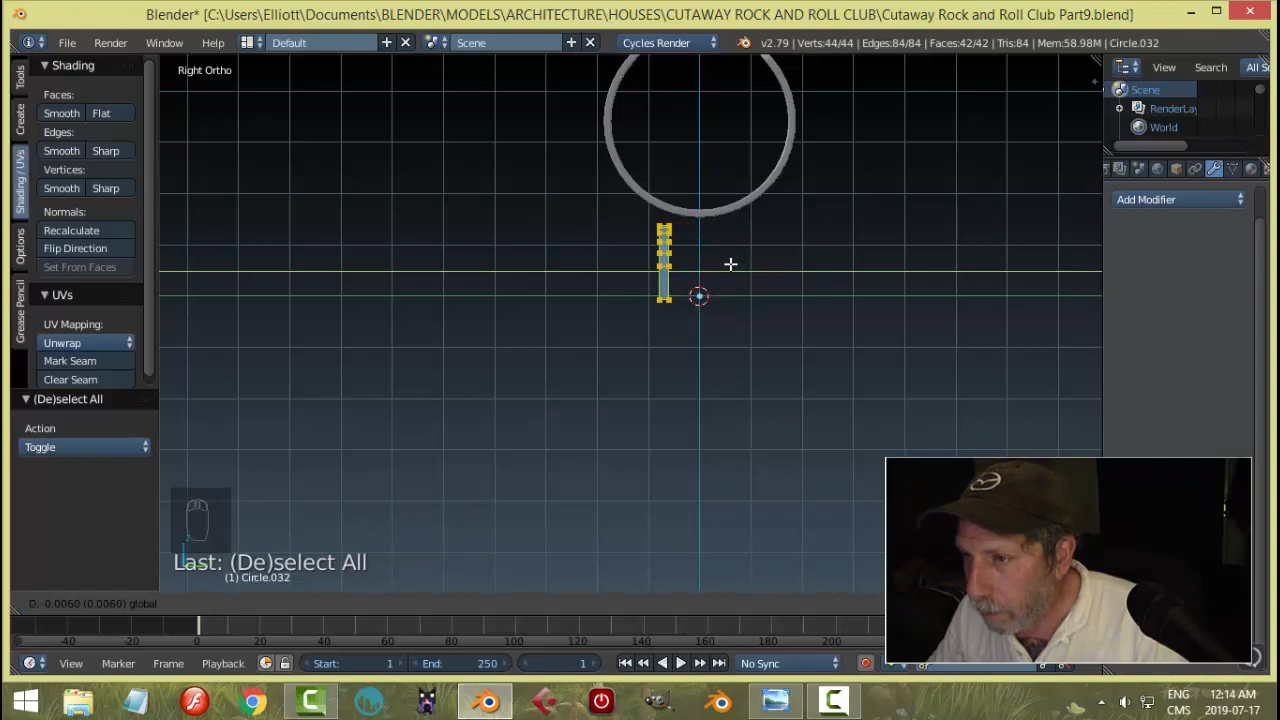 Blender* [C:\Users\Elliott\Documents\BLENDER\MODELS\ARCHITECTURE\HOUSES\CUTAWAY ROCK AND ROLL CLUB\Cutaway Rock and Roll Club Part9.blend]
File Render Window Help Default Scene Cycles Render v2.79 | Verts:44/44 | Edges:84/84 | Faces:42/42 | Tris:84 | Mem:58.98M | Circle.032
Tools
Create
Shading / UVs
Options
Grease Pencil
Shading
Faces:
Smooth Flat
Edges:
Smooth Sharp
Vertices:
Smooth Sharp
Normals:
Recalculate
Flip Direction
Set From Faces
UVs
UV Mapping:
Unwrap
Mark Seam
Clear Seam
(De)select All
Action
Toggle
Right Ortho
Last: (De)select All
(1) Circle.032
D: -0.0060 (0.0060) global
View Search All Sc
Scene
RenderLay
World
Add Modifier
-40 -20 0 20 40 60 80 100 120 140 160 180 200
View Marker Frame Playback Start: 1 End: 250 1 No Sync
ENG 12:14 AM
CMS 2019-07-17